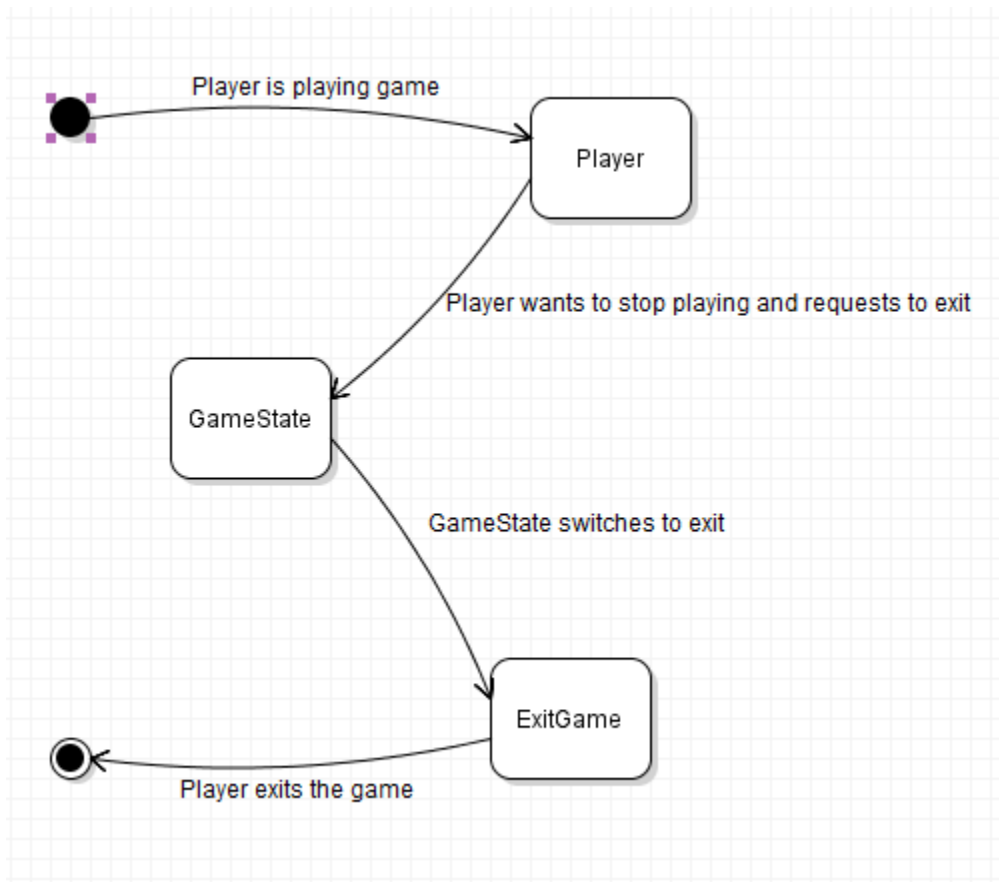 Player is playing game
Player
Player wants to stop playing and requests to exit
GameState
GameState switches to exit
ExitGame
Player exits the game